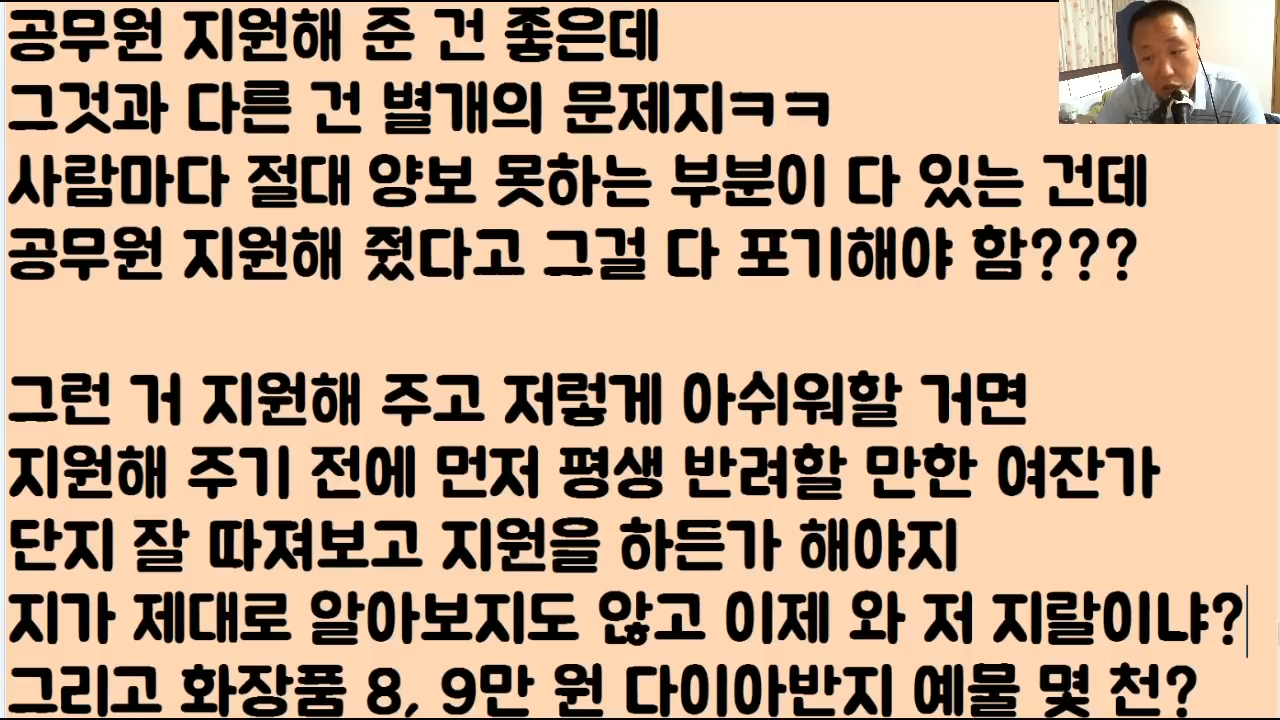 공무원 지원해 준 건 좋은데
그것과 다른 건 별개의 문제지ㅋㅋ
사람마다 절대 양보 못하는 부분이 다 있는 건데
공무원 지원해 줬다고 그걸 다 포기해야 함???
그런 거 지원해 주고 저렇게 아쉬워할 거면
지원해 주기 전에 먼저 평생 반려할 만한 여잔가
단지 잘 따져보고 지원을 하든가 해야지
지가 제대로 알아보지도 않고 이제 와 저 지랄이냐?
그리고 화장품 8, 9만 원 다이아반지 예물 몇 천?